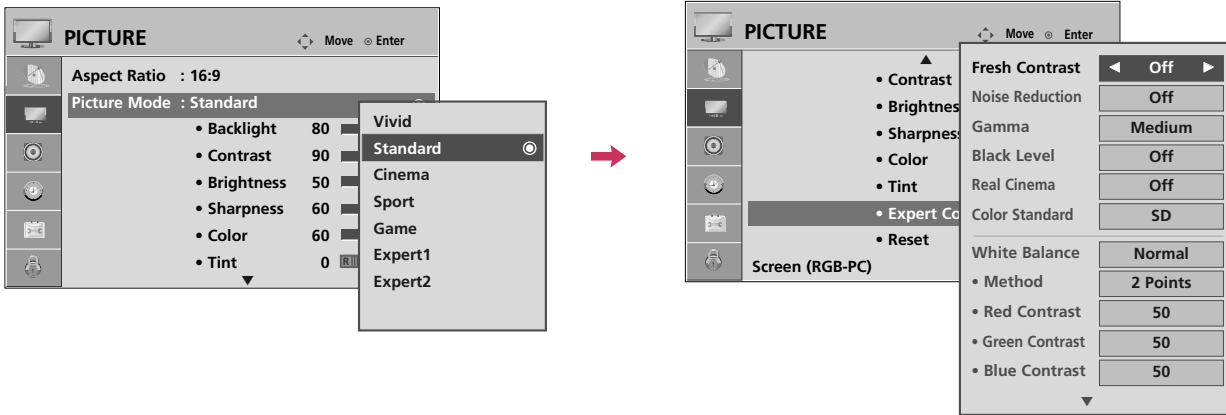 PICTURE
Move Enter
Aspect Ratio : 16:9
Picture Mode : Standard
• Backlight 80
• Contrast 90
• Brightness 50
• Sharpness 60
• Color 60
• Tint 0 R
Vivid
Standard
Cinema
Sport
Game
Expert1
Expert2
PICTURE
Move Enter
• Contrast
• Brightnes
• Sharpnes
• Color
• Tint
• Expert Co
• Reset
Screen (RGB-PC)
Fresh Contrast ◄ Off ►
Noise Reduction Off
Gamma Medium
Black Level Off
Real Cinema Off
Color Standard SD
White Balance Normal
• Method 2 Points
• Red Contrast 50
• Green Contrast 50
• Blue Contrast 50